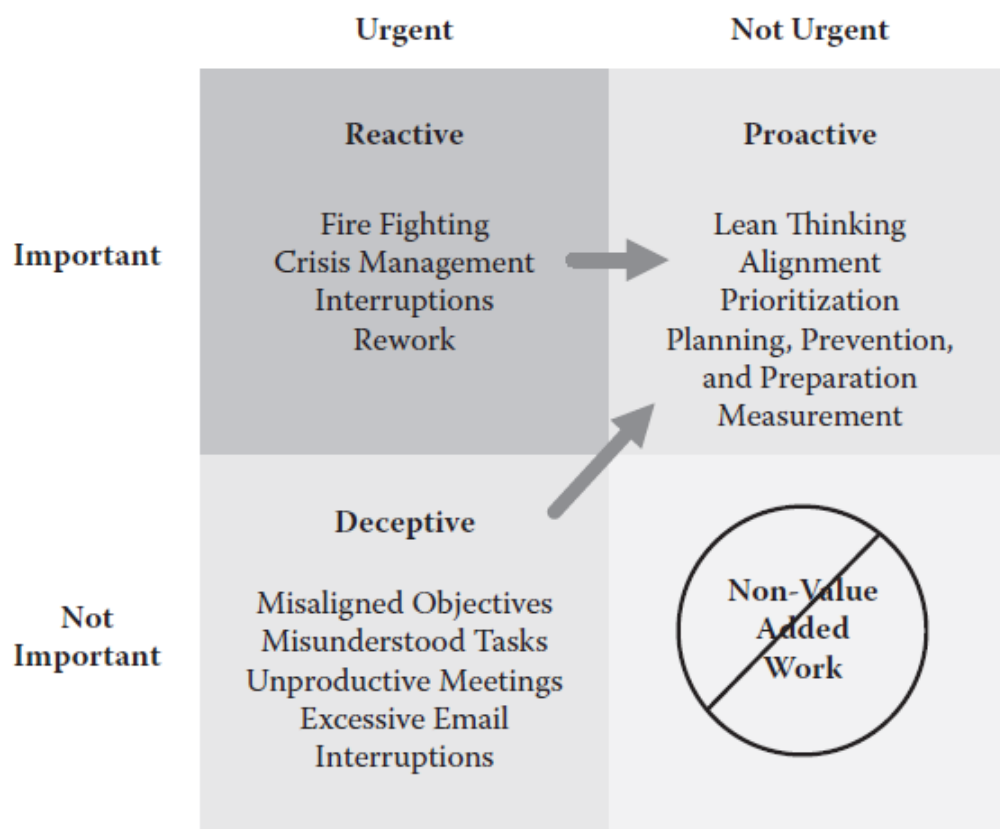 Urgent
Not Urgent
Important
Reactive
Fire Fighting
Crisis Management
Interruptions
Rework
Proactive
Lean Thinking
Alignment
Prioritization
Planning, Prevention,
and Preparation
Measurement
Not
Important
Deceptive
Misaligned Objectives
Misunderstood Tasks
Unproductive Meetings
Excessive Email
Interruptions
Non-Value
Added
Work